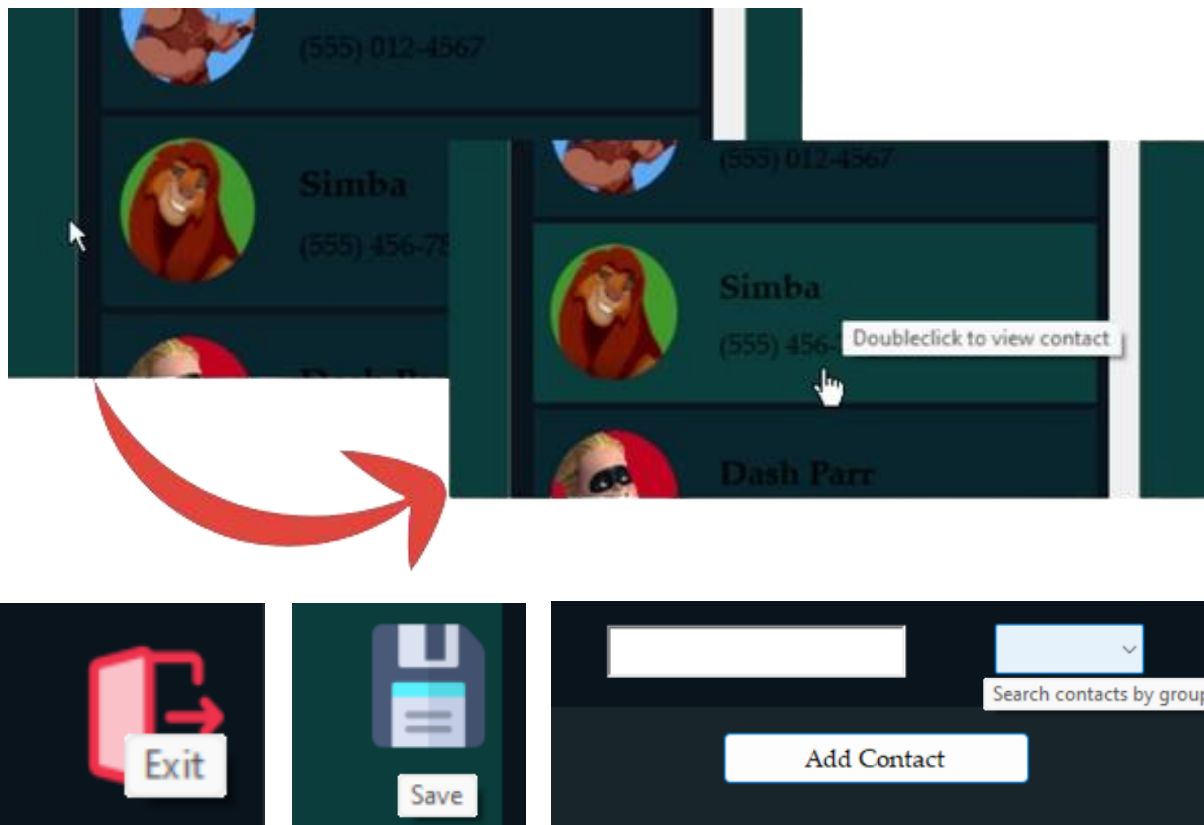 (555) 012-4567
Simba
(555) 456-78
(555) 012-4567
Simba
(555) 456-
Doubleclick to view contact
Dash Parr
Exit
Save
Search contacts by group
Add Contact